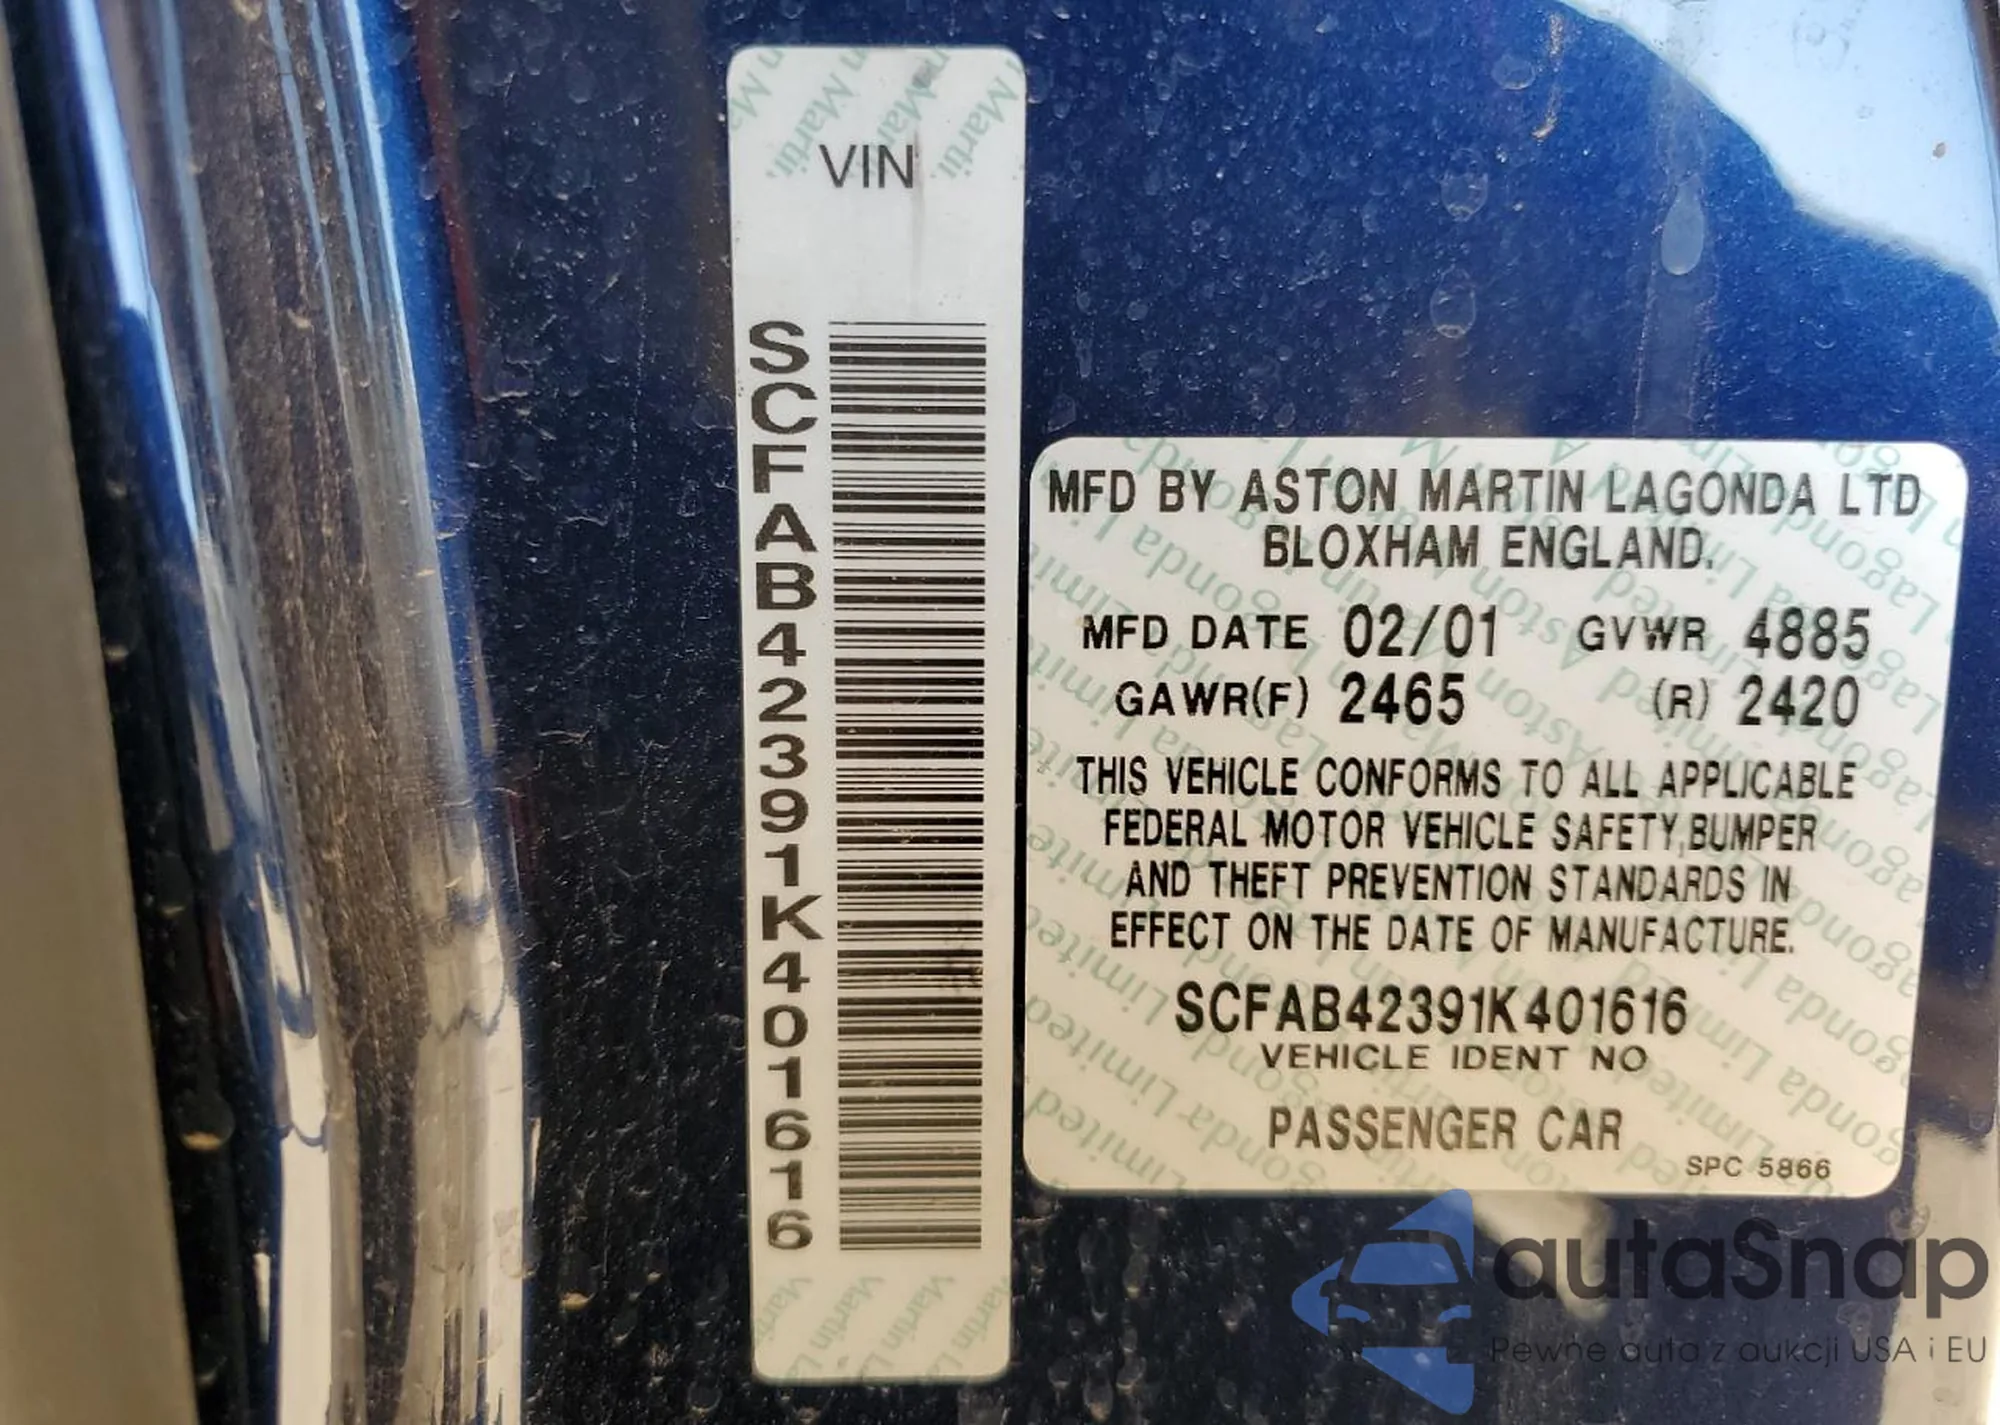 VIN
SCFAB42391K401616
MFD BY ASTON MARTIN LAGONDA LTD
BLOXHAM ENGLAND.
MFD DATE 02/01 GVWR 4885
GAWR(F) 2465 (R) 2420
THIS VEHICLE CONFORMS TO ALL APPLICABLE
FEDERAL MOTOR VEHICLE SAFETY,BUMPER
AND THEFT PREVENTION STANDARDS IN
EFFECT ON THE DATE OF MANUFACTURE.
SCFAB42391K401616
VEHICLE IDENT NO
PASSENGER CAR
SPC 5866
autaSnap
Pewne auta z aukcji USA i EU